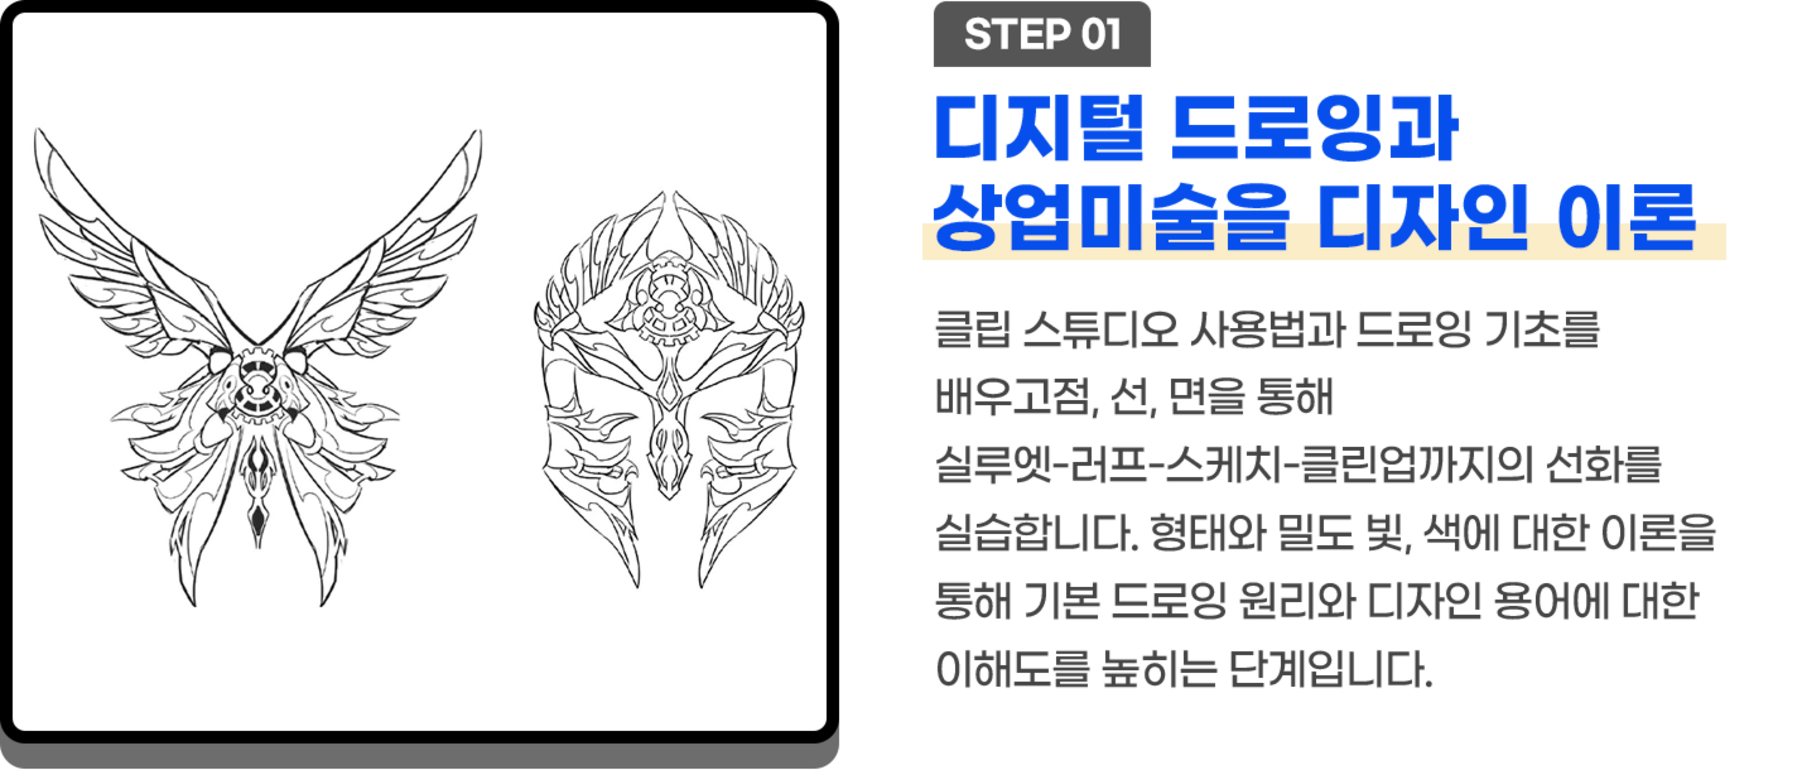 STEP 01
디지털 드로잉과
상업미술을 디자인 이론
클립 스튜디오 사용법과 드로잉 기초를
배우고점, 선, 면을 통해
실루엣-러프-스케치-클린업까지의 선화를
실습합니다. 형태와 밀도 빛, 색에 대한 이론을
통해 기본 드로잉 원리와 디자인 용어에 대한
이해도를 높히는 단계입니다.